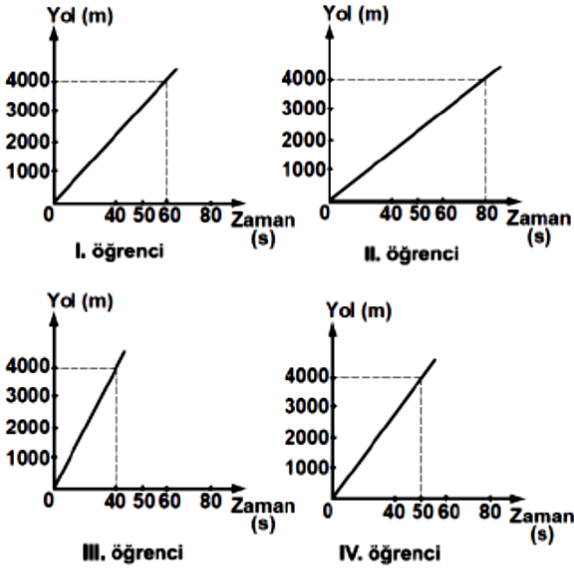 Yol (m)
4000
3000
2000
1000
0 40 50 60 80 Zaman
(s)
I. öğrenci
Yol (m)
4000
3000
2000
1000
0 40 50 60 80 Zaman
(s)
II. öğrenci
Yol (m)
4000
3000
2000
1000
0 40 50 60 80 Zaman
(s)
III. öğrenci
Yol (m)
4000
3000
2000
1000
0 40 50 60 80 Zaman
(s)
IV. öğrenci